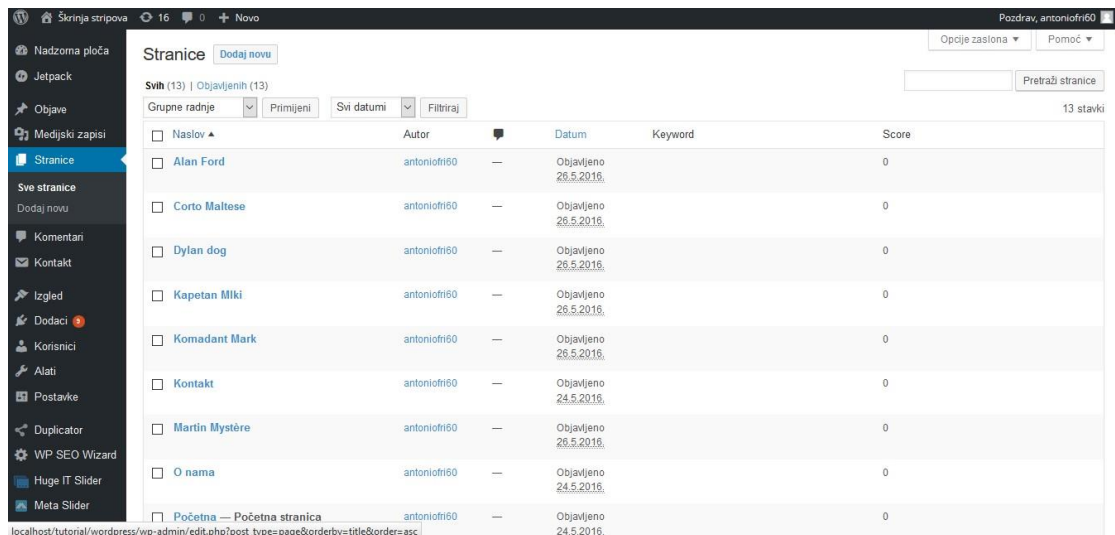 Škrinja stripova 16 0 + Novo Pozdrav, antoniofri60
Nadzorna ploča
Jetpack
Objave
Medijski zapisi
Stranice
Sve stranice
Dodaj novu
Komentari
Kontakt
Izgled
Dodaci
Korisnici
Alati
Postavke
Duplicator
WP SEO Wizard
Huge IT Slider
Meta Slider
Opcije zaslona ▼ Pomoć ▼
Stranice Dodaj novu
Svih (13) | Objavljenih (13)
Pretraži stranice
Grupne radnje Primijeni Svi datumi Filtriraj 13 stavki
Naslov ▲ Autor Datum Keyword Score
Alan Ford antoniofri60 — Objavljeno 0
26.5.2016.
Corto Maltese antoniofri60 — Objavljeno 0
26.5.2016.
Dylan dog antoniofri60 — Objavljeno 0
26.5.2016.
Kapetan MIki antoniofri60 — Objavljeno 0
26.5.2016.
Komadant Mark antoniofri60 — Objavljeno 0
26.5.2016.
Kontakt antoniofri60 — Objavljeno 0
24.5.2016.
Martin Mystère antoniofri60 — Objavljeno 0
26.5.2016.
O nama antoniofri60 — Objavljeno 0
24.5.2016.
Početna — Početna stranica antoniofri60 — Objavljeno 0
24.5.2016.
localhost/tutorial/wordpress/wp-admin/edit.php?post_type=page&orderby=title&order=asc